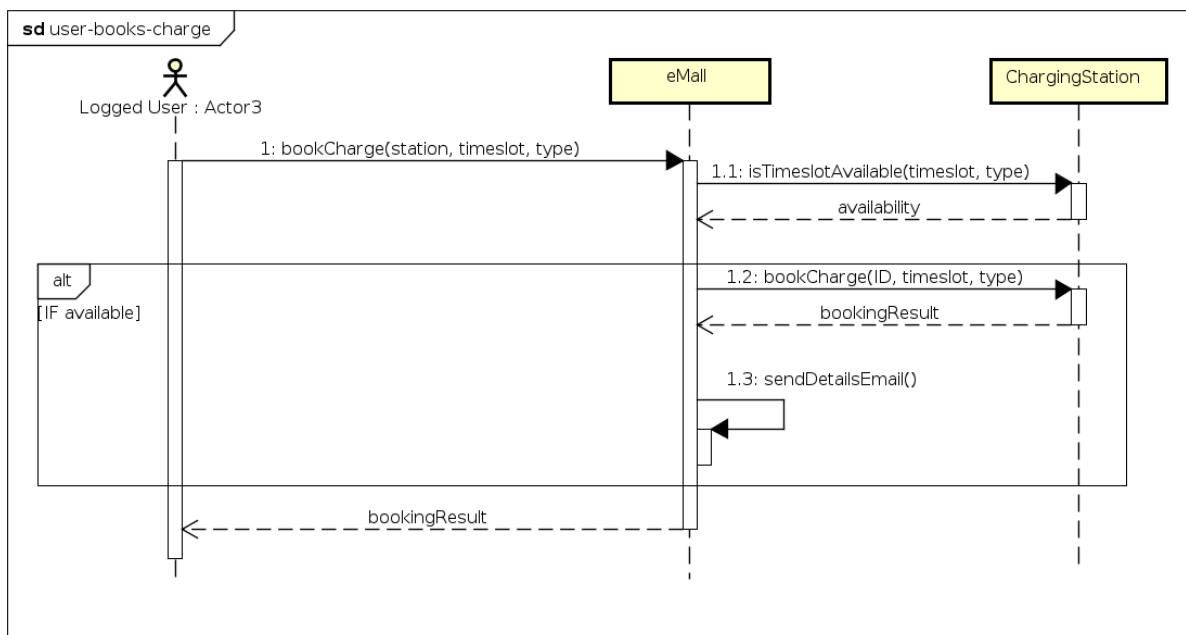 sd user-books-charge
Logged User : Actor3
eMall
ChargingStation
1: bookCharge(station, timeslot, type)
1.1: isTimeslotAvailable(timeslot, type)
availability
alt
[IF available]
1.2: bookCharge(ID, timeslot, type)
bookingResult
1.3: sendDetailsEmail()
bookingResult